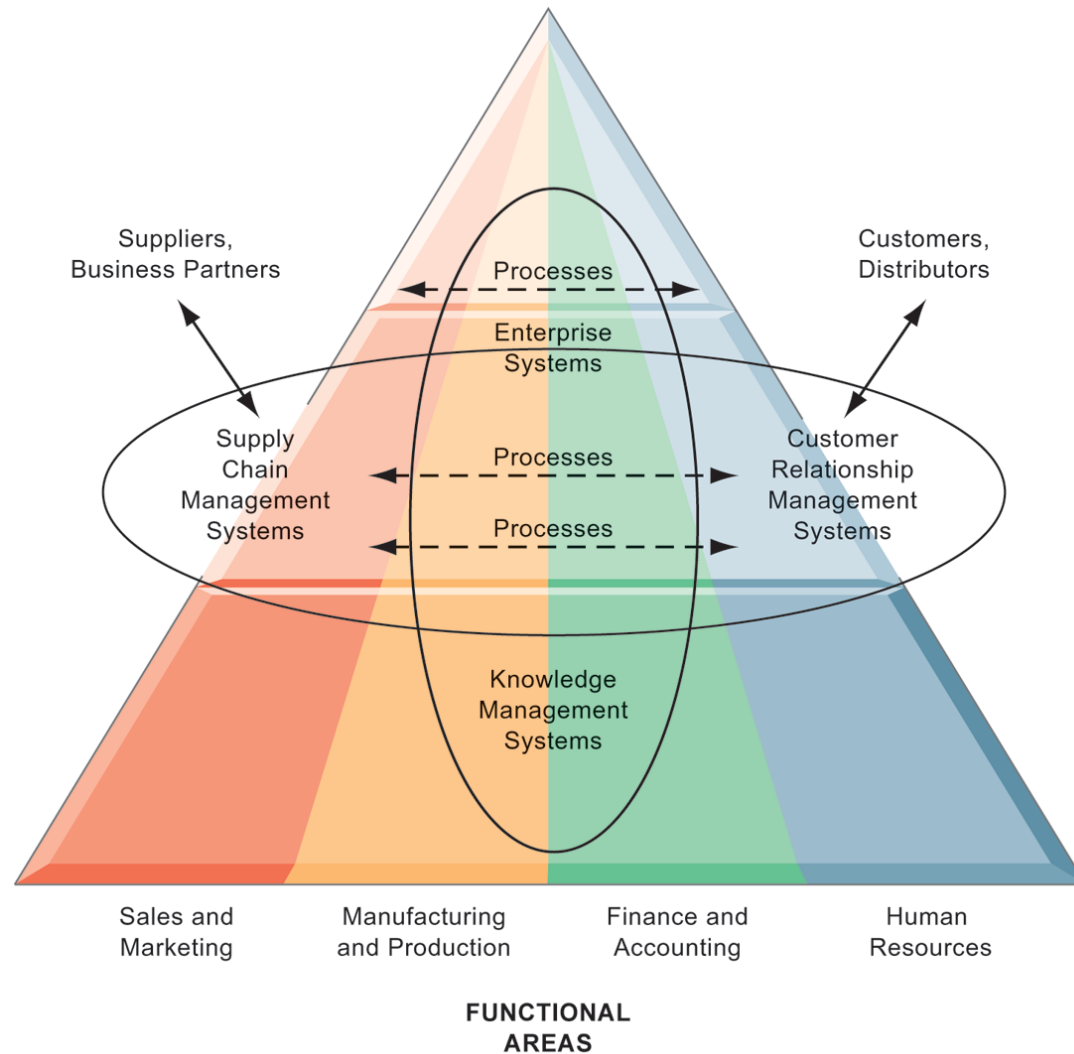 Suppliers,
Business Partners
Customers,
Distributors
Processes
Enterprise
Systems
Supply
Chain
Management
Systems
Processes
Processes
Customer
Relationship
Management
Systems
Knowledge
Management
Systems
Sales and
Marketing
Manufacturing
and Production
Finance and
Accounting
Human
Resources
FUNCTIONAL
AREAS